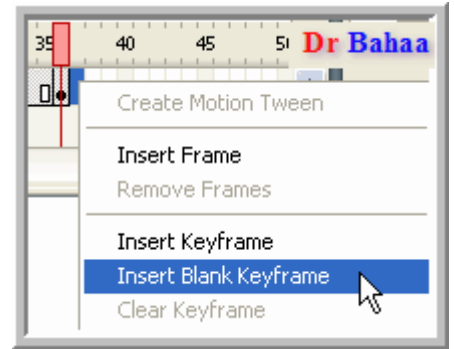 35 40 45 5 Dr Bahaa
Create Motion Tween
Insert Frame
Remove Frames
Insert Keyframe
Insert Blank Keyframe
Clear Keyframe